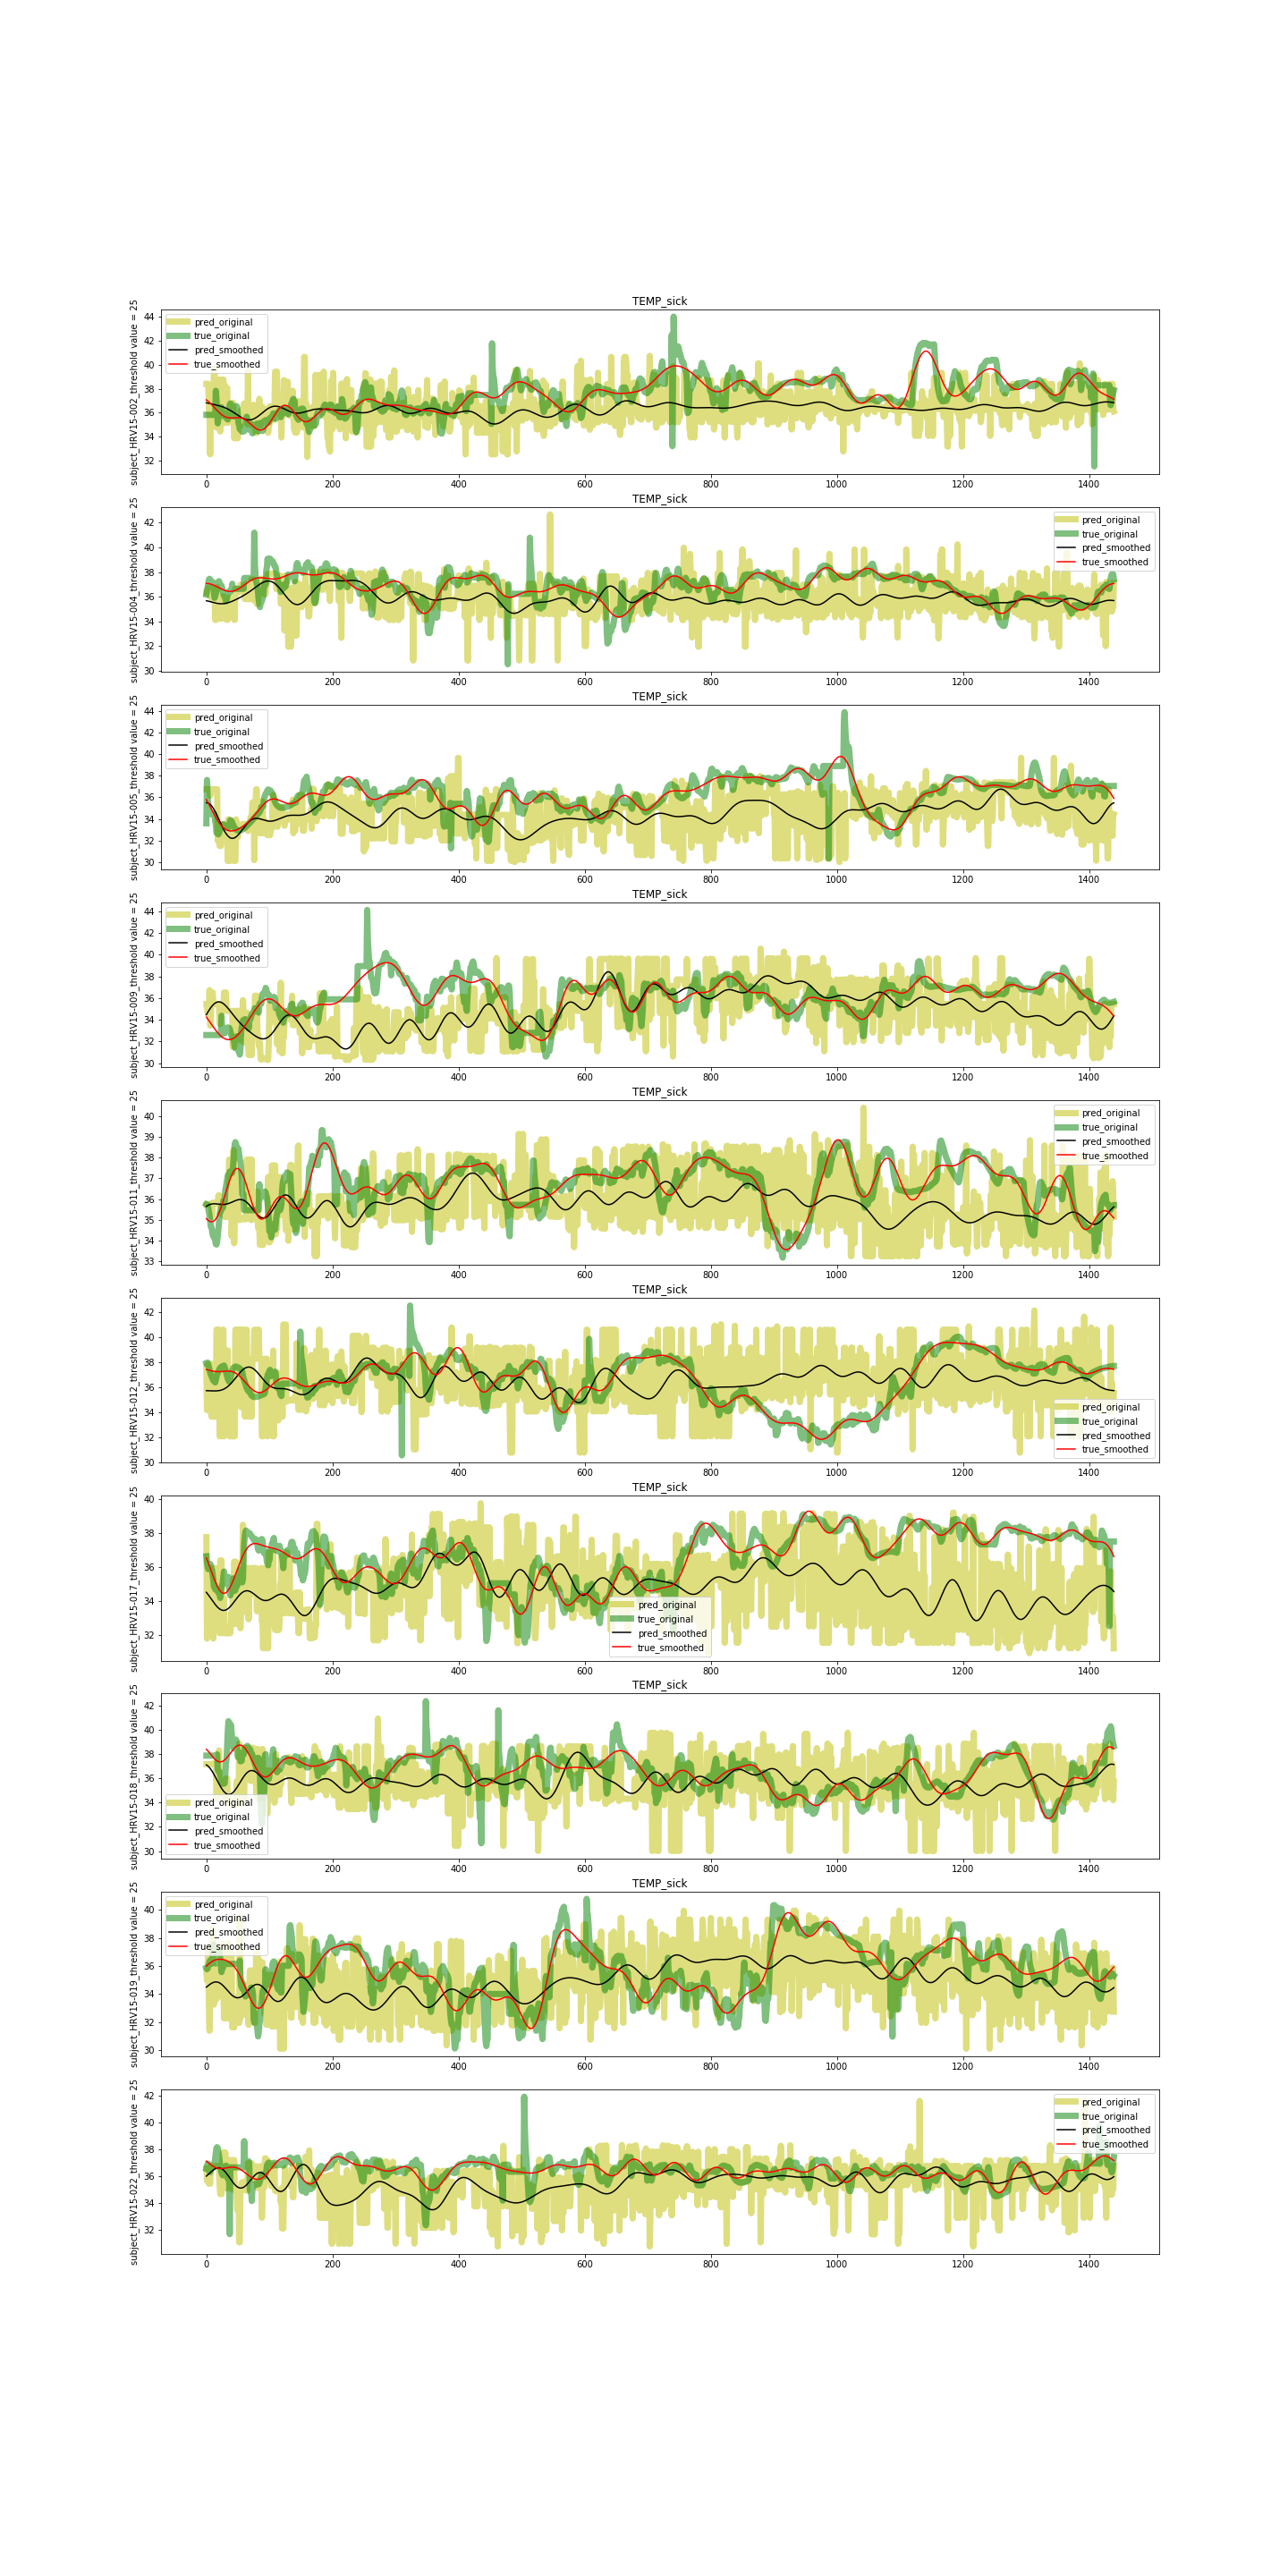 TEMP_sick
subject_HRV15-002_threshold value = 25
44
42
40
38
36
34
32
pred_original
true_original
pred_smoothed
true_smoothed
0 200 400 600 800 1000 1200 1400
TEMP_sick
subject_HRV15-004_threshold value = 25
42
40
38
36
34
32
30
pred_original
true_original
pred_smoothed
true_smoothed
0 200 400 600 800 1000 1200 1400
TEMP_sick
subject_HRV15-005_threshold value = 25
44
42
40
38
36
34
32
30
pred_original
true_original
pred_smoothed
true_smoothed
0 200 400 600 800 1000 1200 1400
TEMP_sick
subject_HRV15-009_threshold value = 25
44
42
40
38
36
34
32
30
pred_original
true_original
pred_smoothed
true_smoothed
0 200 400 600 800 1000 1200 1400
TEMP_sick
subject_HRV15-011_threshold value = 25
40
39
38
37
36
35
34
33
pred_original
true_original
pred_smoothed
true_smoothed
0 200 400 600 800 1000 1200 1400
TEMP_sick
subject_HRV15-012_threshold value = 25
42
40
38
36
34
32
30
pred_original
true_original
pred_smoothed
true_smoothed
0 200 400 600 800 1000 1200 1400
TEMP_sick
subject_HRV15-017_threshold value = 25
40
38
36
34
32
pred_original
true_original
pred_smoothed
true_smoothed
0 200 400 600 800 1000 1200 1400
TEMP_sick
subject_HRV15-018_threshold value = 25
42
40
38
36
34
32
30
pred_original
true_original
pred_smoothed
true_smoothed
0 200 400 600 800 1000 1200 1400
TEMP_sick
subject_HRV15-019_threshold value = 25
40
38
36
34
32
30
pred_original
true_original
pred_smoothed
true_smoothed
0 200 400 600 800 1000 1200 1400
TEMP_sick
subject_HRV15-022_threshold value = 25
42
40
38
36
34
32
pred_original
true_original
pred_smoothed
true_smoothed
0 200 400 600 800 1000 1200 1400